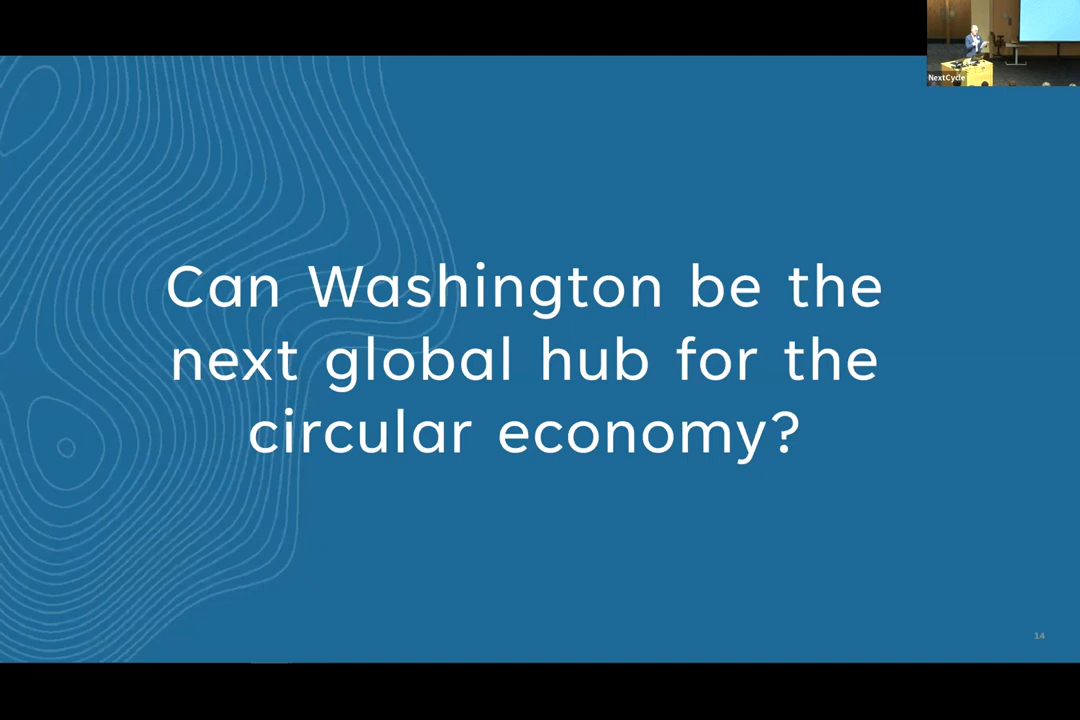 NextCycle
Can Washington be the
next global hub for the
circular economy?
14